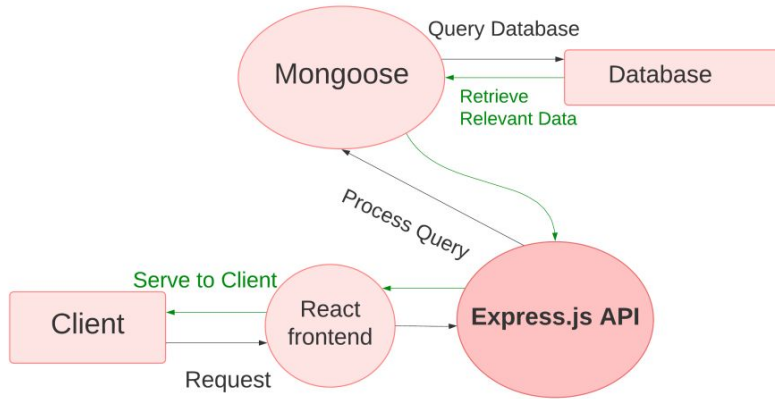 Query Database
Mongoose
Database
Retrieve
Relevant Data
Process Query
Serve to Client
Client
React
frontend
Express.js API
Request